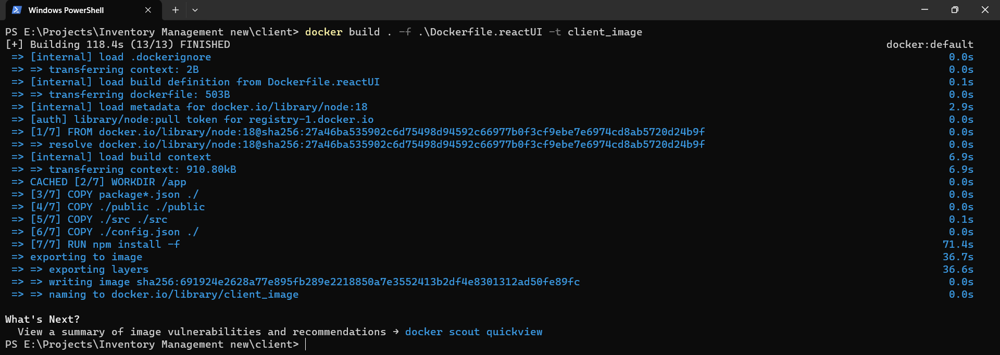 Windows PowerShell
PS E:\Projects\Inventory Management new\client> docker build . -f .\Dockerfile.reactUI -t client_image
[+] Building 118.4s (13/13) FINISHED docker:default
=> [internal] load .dockerignore 0.0s
=> => transferring context: 2B 0.0s
=> [internal] load build definition from Dockerfile.reactUI 0.1s
=> => transferring dockerfile: 503B 0.0s
=> [internal] load metadata for docker.io/library/node:18 2.9s
=> [auth] library/node:pull token for registry-1.docker.io 0.0s
=> [1/7] FROM docker.io/library/node:18@sha256:27a46ba535902c6d75498d94592c66977b0f3cf9ebe7e6974cd8ab5720d24b9f 0.0s
=> => resolve docker.io/library/node:18@sha256:27a46ba535902c6d75498d94592c66977b0f3cf9ebe7e6974cd8ab5720d24b9f 0.0s
=> [internal] load build context 6.9s
=> => transferring context: 910.80kB 6.9s
=> CACHED [2/7] WORKDIR /app 0.0s
=> [3/7] COPY package*.json ./ 0.0s
=> [4/7] COPY ./public ./public 0.0s
=> [5/7] COPY ./src ./src 0.1s
=> [6/7] COPY ./config.json ./ 0.0s
=> [7/7] RUN npm install -f 71.4s
=> exporting to image 36.7s
=> => exporting layers 36.6s
=> => writing image sha256:691924e2628a77e895fb289e2218850a7e3552413b2df4e8301312ad50fe89fc 0.0s
=> => naming to docker.io/library/client_image 0.0s
What's Next?
View a summary of image vulnerabilities and recommendations → docker scout quickview
PS E:\Projects\Inventory Management new\client>